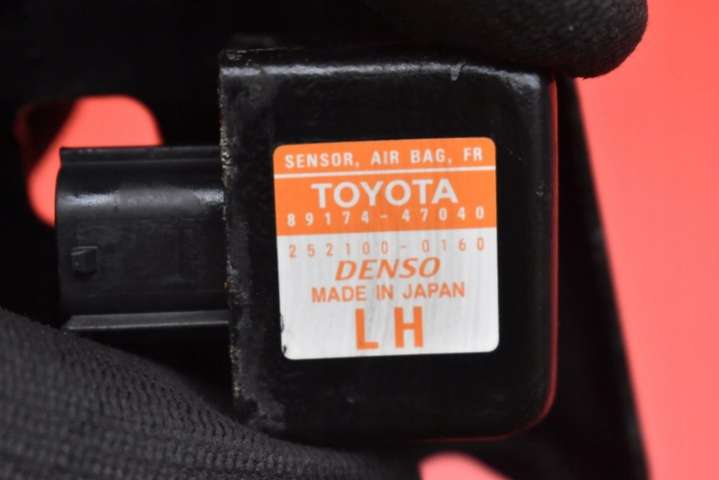 SENSOR, AIR BAG, FR
TOYOTA
89174-47040
252100-0160
DENSO
MADE IN JAPAN
LH